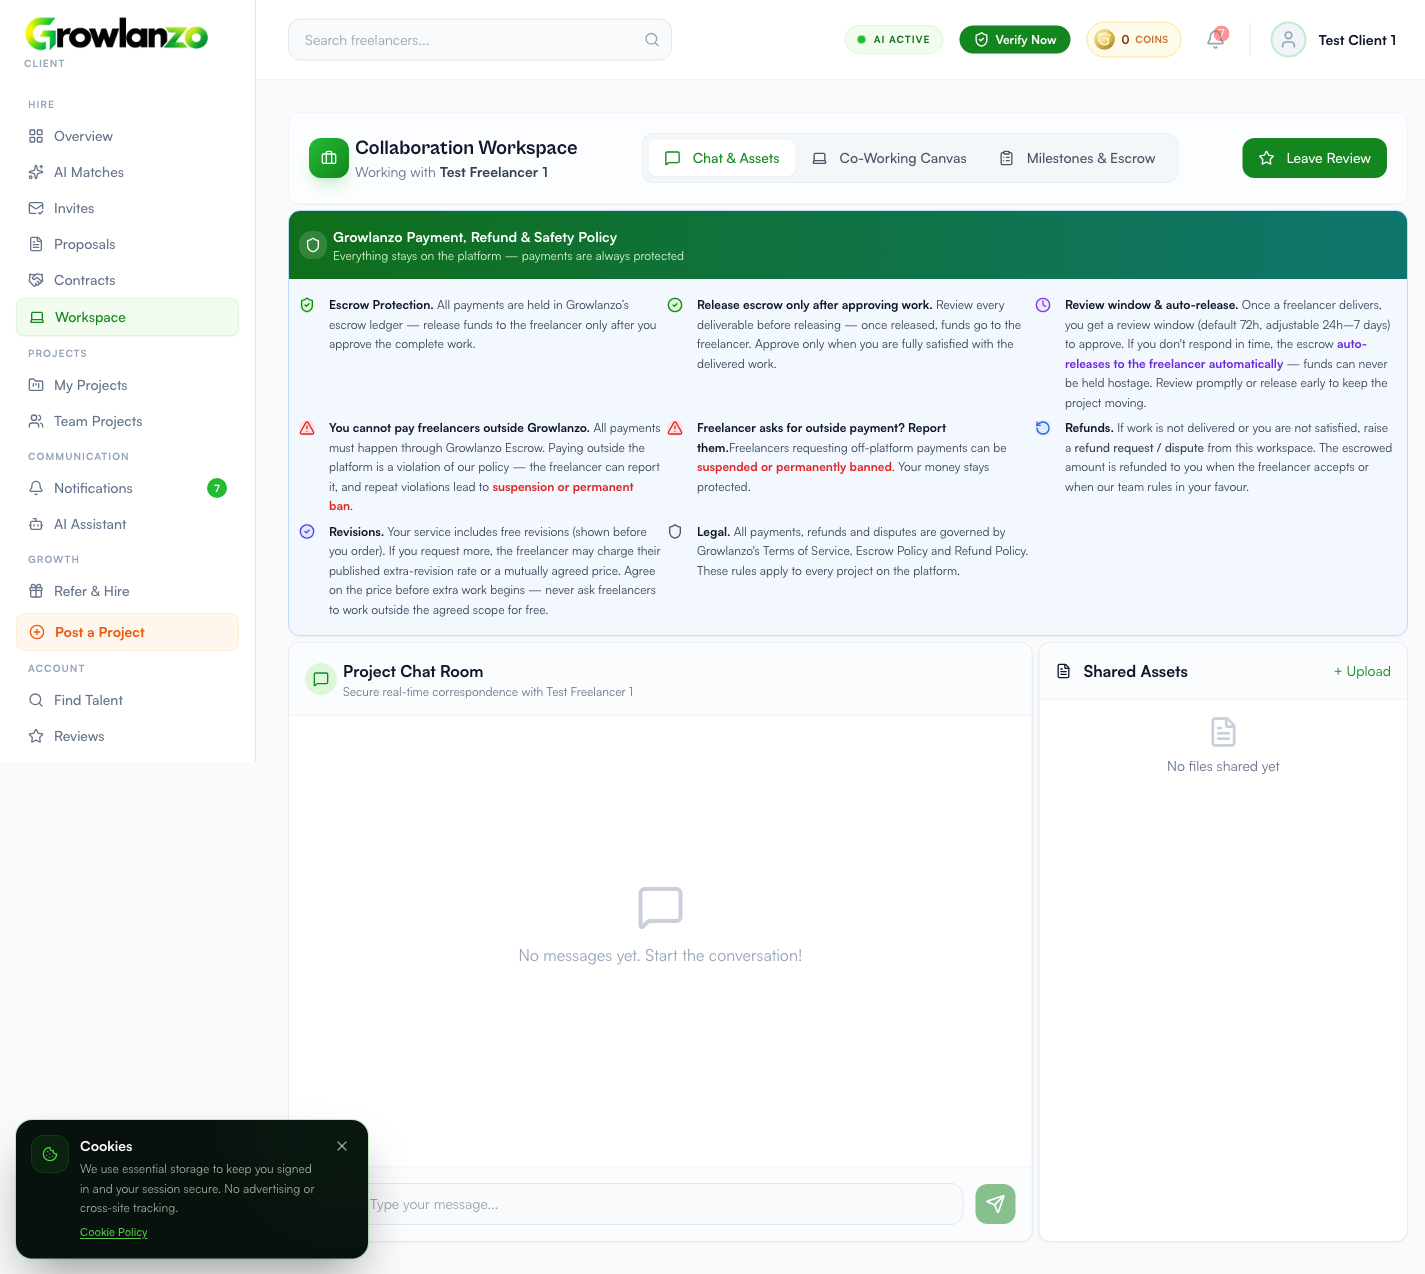 Growlanzo
CLIENT
HIRE
Overview
AI Matches
Invites
Proposals
Contracts
Workspace
PROJECTS
My Projects
Team Projects
COMMUNICATION
Notifications
7
AI Assistant
GROWTH
Refer & Hire
Post a Project
ACCOUNT
Find Talent
Reviews
Search freelancers...
AI ACTIVE
Verify Now
0 COINS
7
Test Client 1
Collaboration Workspace
Working with Test Freelancer 1
Chat & Assets
Co-Working Canvas
Milestones & Escrow
Leave Review
Growlanzo Payment, Refund & Safety Policy
Everything stays on the platform — payments are always protected
Escrow Protection. All payments are held in Growlanzo's
escrow ledger — release funds to the freelancer only after you
approve the complete work.
Release escrow only after approving work. Review every
deliverable before releasing — once released, funds go to the
freelancer. Approve only when you are fully satisfied with the
delivered work.
Review window & auto-release. Once a freelancer delivers,
you get a review window (default 72h, adjustable 24h–7 days)
to approve. If you don't respond in time, the escrow auto-
releases to the freelancer automatically — funds can never
be held hostage. Review promptly or release early to keep the
project moving.
You cannot pay freelancers outside Growlanzo. All payments
must happen through Growlanzo Escrow. Paying outside the
platform is a violation of our policy — the freelancer can report
it, and repeat violations lead to suspension or permanent
ban.
Freelancer asks for outside payment? Report
them.Freelancers requesting off-platform payments can be
suspended or permanently banned. Your money stays
protected.
Refunds. If work is not delivered or you are not satisfied, raise
a refund request / dispute from this workspace. The escrowed
amount is refunded to you when the freelancer accepts or
when our team rules in your favour.
Revisions. Your service includes free revisions (shown before
you order). If you request more, the freelancer may charge their
published extra-revision rate or a mutually agreed price. Agree
on the price before extra work begins — never ask freelancers
to work outside the agreed scope for free.
Legal. All payments, refunds and disputes are governed by
Growlanzo's Terms of Service, Escrow Policy and Refund Policy.
These rules apply to every project on the platform.
Project Chat Room
Secure real-time correspondence with Test Freelancer 1
No messages yet. Start the conversation!
Type your message...
Shared Assets
+ Upload
No files shared yet
Cookies
We use essential storage to keep you signed
in and your session secure. No advertising or
cross-site tracking.
Cookie Policy